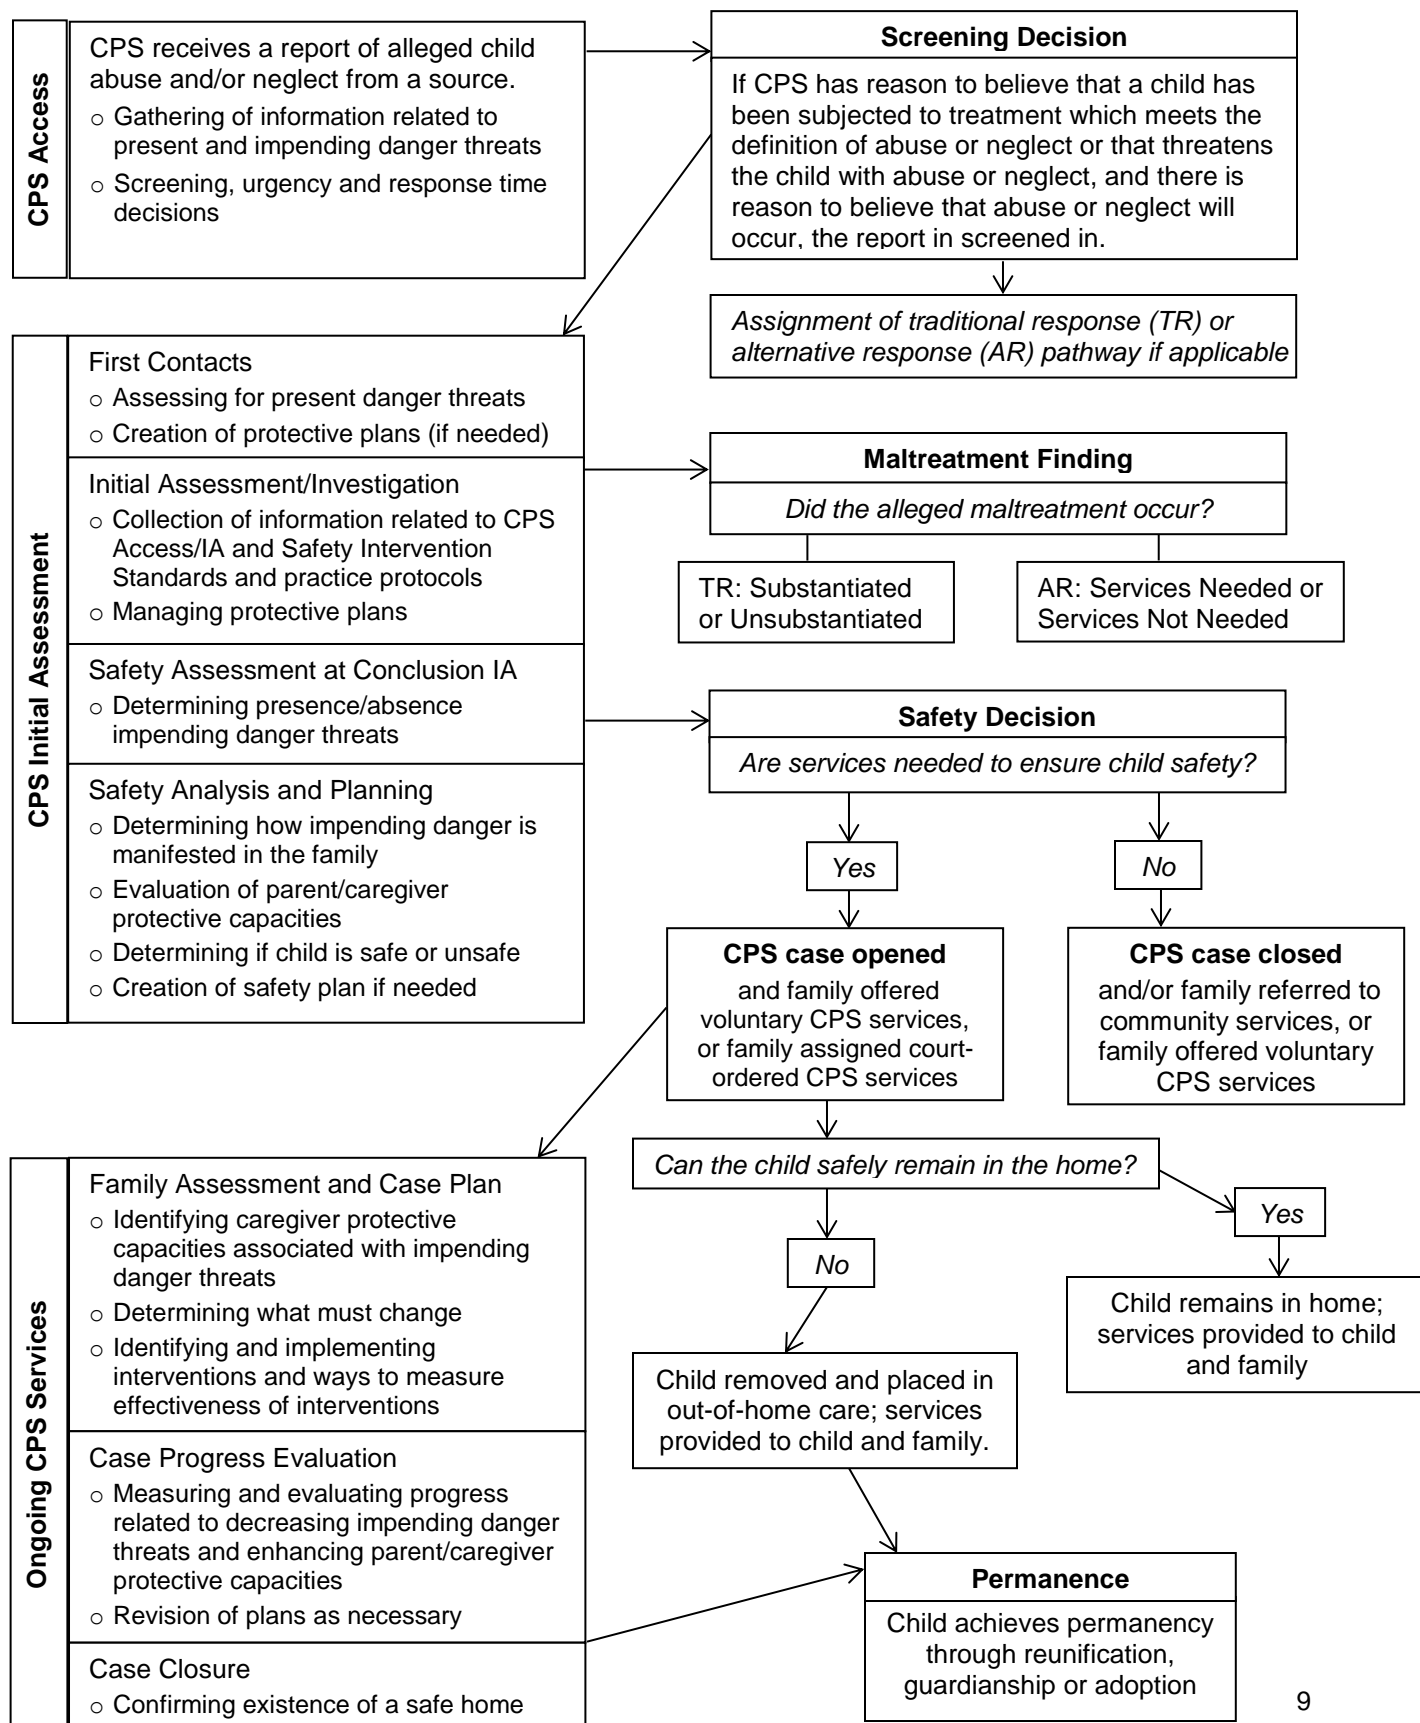 CPS Access
CPS receives a report of alleged child
abuse and/or neglect from a source.
o Gathering of information related to
present and impending danger threats
o Screening, urgency and response time
decisions
Screening Decision
If CPS has reason to believe that a child has
been subjected to treatment which meets the
definition of abuse or neglect or that threatens
the child with abuse or neglect, and there is
reason to believe that abuse or neglect will
occur, the report in screened in.
Assignment of traditional response (TR) or
alternative response (AR) pathway if applicable
CPS Initial Assessment
First Contacts
o Assessing for present danger threats
o Creation of protective plans (if needed)
Initial Assessment/Investigation
o Collection of information related to CPS
Access/IA and Safety Intervention
Standards and practice protocols
o Managing protective plans
Safety Assessment at Conclusion IA
o Determining presence/absence
impending danger threats
Safety Analysis and Planning
o Determining how impending danger is
manifested in the family
o Evaluation of parent/caregiver
protective capacities
o Determining if child is safe or unsafe
o Creation of safety plan if needed
Maltreatment Finding
Did the alleged maltreatment occur?
TR: Substantiated
or Unsubstantiated
AR: Services Needed or
Services Not Needed
Safety Decision
Are services needed to ensure child safety?
Yes
No
CPS case opened
and family offered
voluntary CPS services,
or family assigned court-
ordered CPS services
CPS case closed
and/or family referred to
community services, or
family offered voluntary
CPS services
Can the child safely remain in the home?
No
Yes
Child removed and placed in
out-of-home care; services
provided to child and family.
Child remains in home;
services provided to child
and family
Ongoing CPS Services
Family Assessment and Case Plan
o Identifying caregiver protective
capacities associated with impending
danger threats
o Determining what must change
o Identifying and implementing
interventions and ways to measure
effectiveness of interventions
Case Progress Evaluation
o Measuring and evaluating progress
related to decreasing impending danger
threats and enhancing parent/caregiver
protective capacities
o Revision of plans as necessary
Case Closure
o Confirming existence of a safe home
Permanence
Child achieves permanency
through reunification,
guardianship or adoption
9